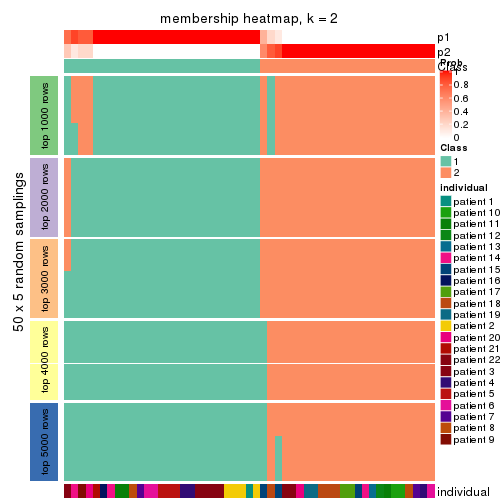 membership heatmap, k = 2
p1
p2
Class
Prob
1
0.8
0.6
0.4
0.2
0
Class
1
2
individual
patient 1
patient 10
patient 11
patient 12
patient 13
patient 14
patient 15
patient 16
patient 17
patient 18
patient 19
patient 2
patient 20
patient 21
patient 22
patient 3
patient 4
patient 5
patient 6
patient 7
patient 8
patient 9
50 x 5 random samplings
top 1000 rows
top 2000 rows
top 3000 rows
top 4000 rows
top 5000 rows
individual